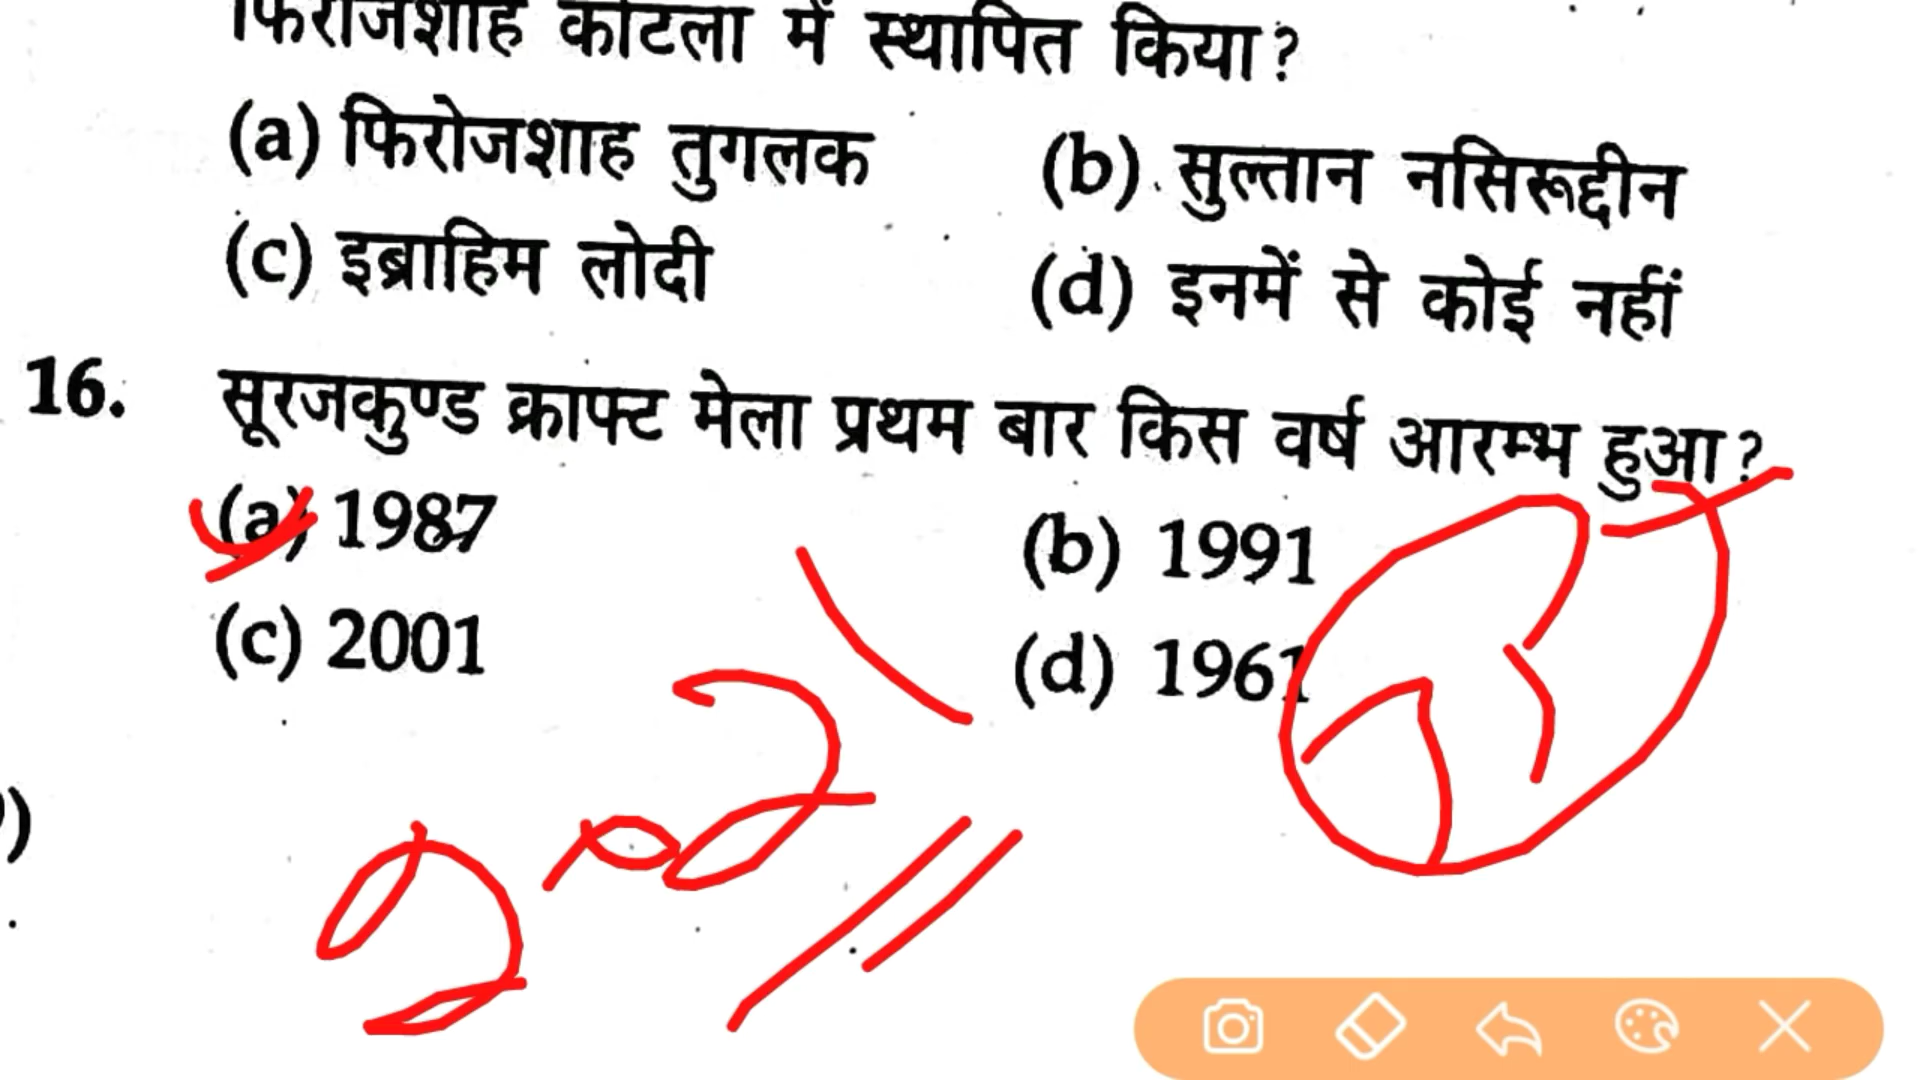 फिरोजशाह कोटला में स्थापित किया?
(a) फिरोजशाह तुगलक (b) सुल्तान नसिरूद्दीन
(c) इब्राहिम लोदी (d) इनमें से कोई नहीं
16. सूरजकुण्ड क्राफ्ट मेला प्रथम बार किस वर्ष आरम्भ हुआ?
(a) 1987 (b) 1991
(c) 2001 (d) 1961
)